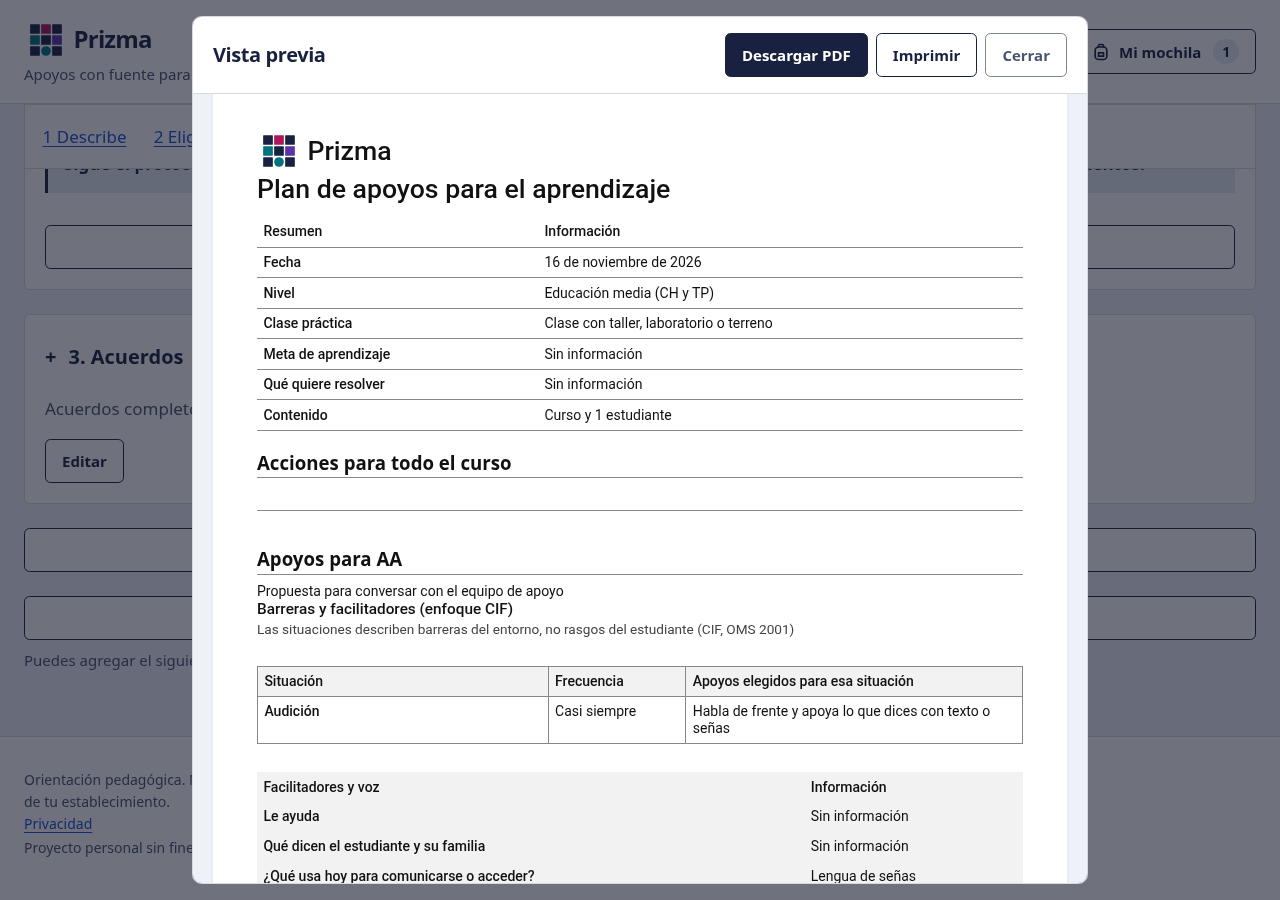 Prizma
Apoyos con fuente para
Mi mochila 1
1 Describe 2 Elig
Vista previa
Descargar PDF
Imprimir
Cerrar
Prizma
Plan de apoyos para el aprendizaje
Resumen Información
Fecha 16 de noviembre de 2026
Nivel Educación media (CH y TP)
Clase práctica Clase con taller, laboratorio o terreno
Meta de aprendizaje Sin información
Qué quiere resolver Sin información
Contenido Curso y 1 estudiante
Acciones para todo el curso
Apoyos para AA
Propuesta para conversar con el equipo de apoyo
Barreras y facilitadores (enfoque CIF)
Las situaciones describen barreras del entorno, no rasgos del estudiante (CIF, OMS 2001)
Situación Frecuencia Apoyos elegidos para esa situación
Audición Casi siempre Habla de frente y apoya lo que dices con texto o
señas
Facilitadores y voz Información
Le ayuda Sin información
Qué dicen el estudiante y su familia Sin información
¿Qué usa hoy para comunicarse o acceder? Lengua de señas
+ 3. Acuerdos
Acuerdos complet
Editar
Puedes agregar el sigui
Orientación pedagógica.
de tu establecimiento.
Privacidad
Proyecto personal sin fine